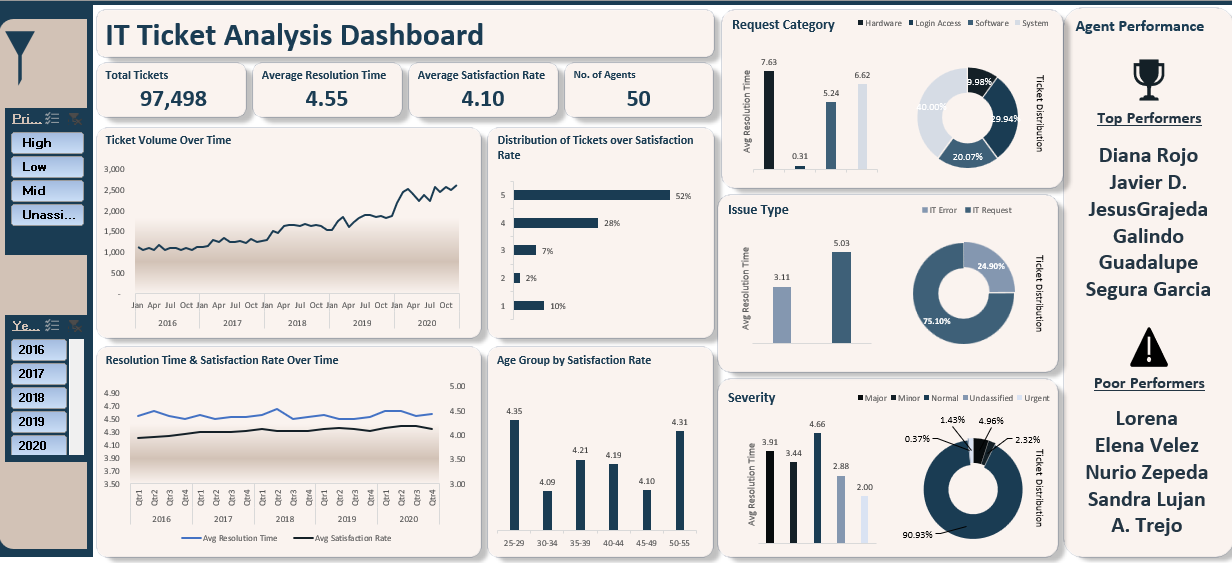 IT Ticket Analysis Dashboard
Total Tickets
97,498
Average Resolution Time
4.55
Average Satisfaction Rate
4.10
No. of Agents
50
Pri...
High
Low
Mid
Unassi...
Ye...
2016
2017
2018
2019
2020
Ticket Volume Over Time
3,000
2,500
2,000
1,500
1,000
500
-
Jan Apr Jul Oct Jan Apr Jul Oct Jan Apr Jul Oct Jan Apr Jul Oct Jan Apr Jul Oct
2016 2017 2018 2019 2020
Distribution of Tickets over Satisfaction
Rate
5 52%
4 28%
3 7%
2 2%
1 10%
Resolution Time & Satisfaction Rate Over Time
4.90
4.70
4.50
4.30
4.10
3.90
3.70
3.50
5.00
4.50
4.00
3.50
3.00
Qtr1 Qtr2 Qtr3 Qtr4 Qtr1 Qtr2 Qtr3 Qtr4 Qtr1 Qtr2 Qtr3 Qtr4 Qtr1 Qtr2 Qtr3 Qtr4 Qtr1 Qtr2 Qtr3 Qtr4
2016 2017 2018 2019 2020
Avg Resolution Time Avg Satisfaction Rate
Age Group by Satisfaction Rate
4.35 4.09 4.21 4.19 4.10 4.31
25-29 30-34 35-39 40-44 45-49 50-55
Request Category
Hardware Login Access Software System
Avg Resolution Time
7.63 0.31 5.24 6.62
9.98%
29.94%
20.07%
40.00%
Ticket Distribution
Issue Type
IT Error IT Request
Avg Resolution Time
3.11 5.03
24.90%
75.10%
Ticket Distribution
Severity
Major Minor Normal Unclassified Urgent
Avg Resolution Time
3.91 3.44 4.66 2.88 2.00
1.43% 4.96%
0.37% 2.32%
90.93%
Ticket Distribution
Agent Performance
Top Performers
Diana Rojo
Javier D.
JesusGrajeda
Galindo
Guadalupe
Segura Garcia
Poor Performers
Lorena
Elena Velez
Nurio Zepeda
Sandra Lujan
A. Trejo